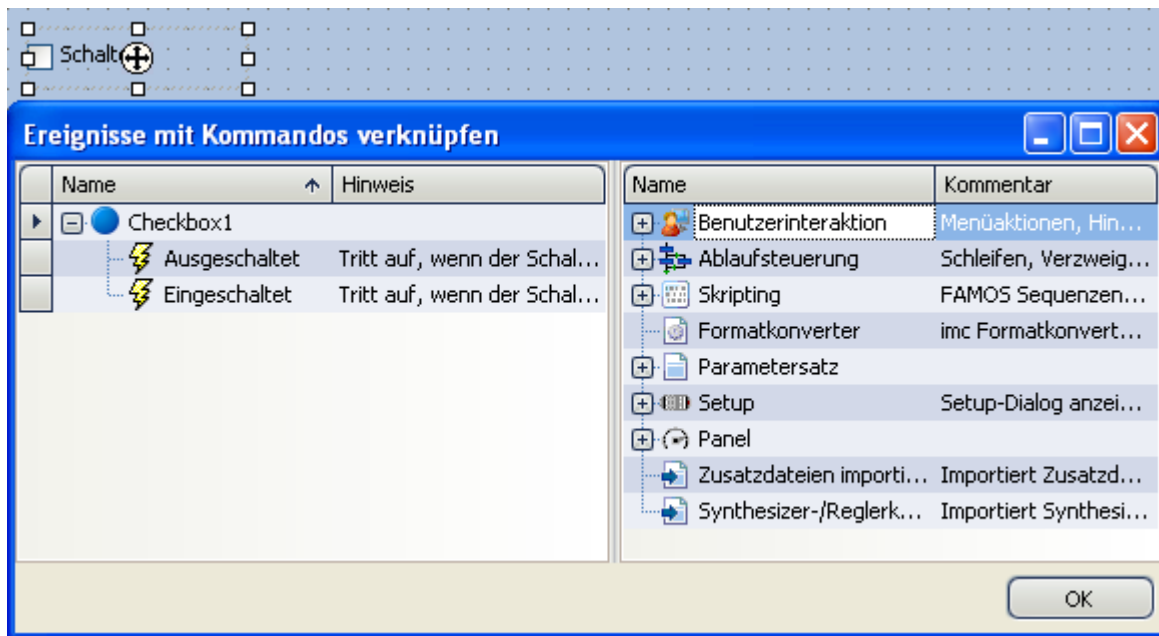 Schalt
Ereignisse mit Kommandos verknüpfen
Name Hinweis
Checkbox1
Ausgeschaltet Tritt auf, wenn der Schal...
Eingeschaltet Tritt auf, wenn der Schal...
Name Kommentar
Benutzerinteraktion Menüaktionen, Hin...
Ablaufsteuerung Schleifen, Verzweig...
Skripting FAMOS Sequenzen...
Formatkonverter imc Formatkonvert...
Parametersatz
Setup Setup-Dialog anzei...
Panel
Zusatzdateien importi... Importiert Zusatzd...
Synthesizer-/Reglerk... Importiert Synthesi...
OK